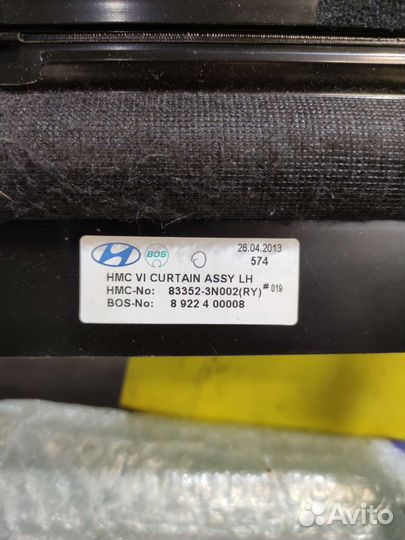 BOS 26.04.2013
574
HMC VI CURTAIN ASSY LH
HMC-No: 83352-3N002(RY) #019
BOS-No: 8 922 4 00008
Avito